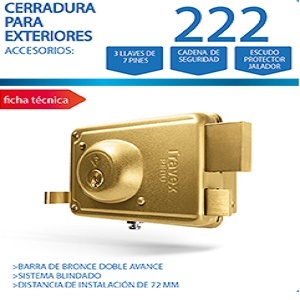 CERRADURA
PARA
EXTERIORES
ACCESORIOS:
222
3 LLAVES DE
7 PINES
CADENA DE
SEGURIDAD
ESCUDO
PROTECTOR
JALADOR
ficha técnica
Travex
>BARRA DE BRONCE DOBLE AVANCE
>SISTEMA BLINDADO
>DISTANCIA DE INSTALACIÓN DE 72 MM